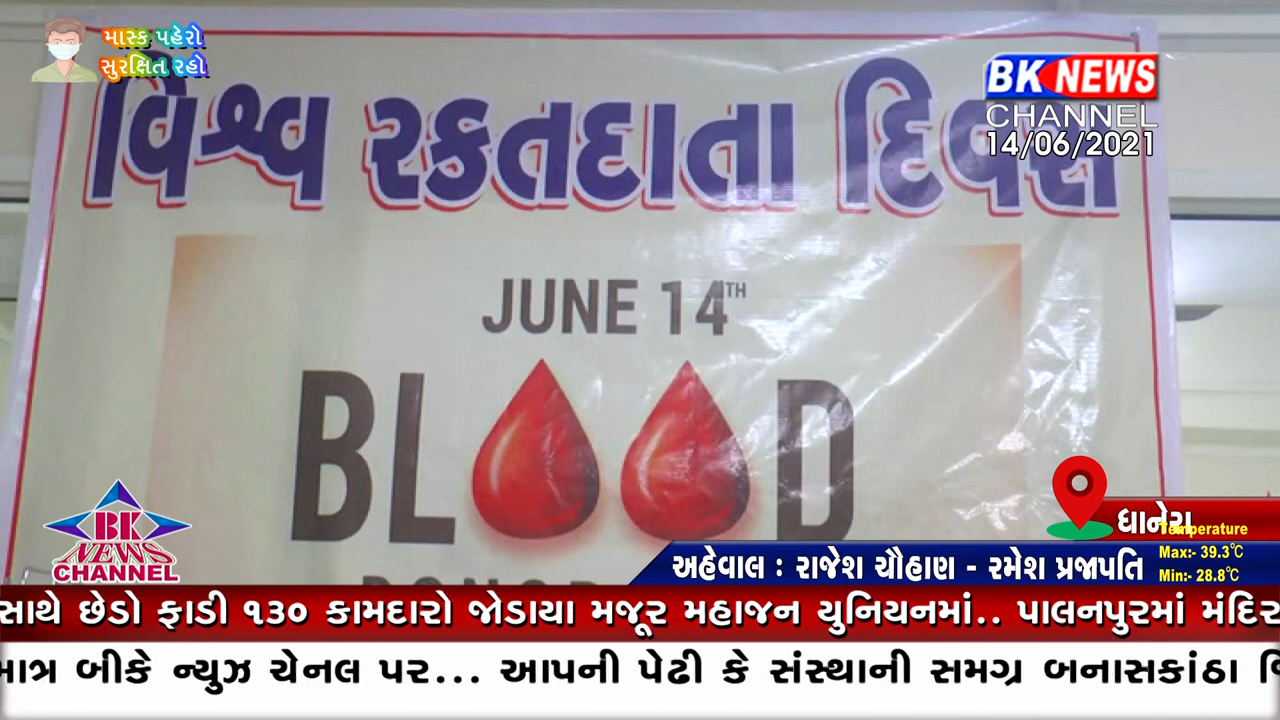 માસ્ક પહેરો
સુરક્ષિત રહો
BK NEWS
CHANNEL
14/06/2021
વિશ્વ રકતદાતા દિવસ
JUNE 14TH
BLOOD
BK
NEWS
CHANNEL
ધાનેરા
Temperature
Max:- 39.3℃
Min:- 28.8℃
અહેવાલ : રાજેશ ચૌહાણ - રમેશ પ્રજાપતિ
સાથે છેડો ફાડી ૧૩૦ કામદારો જોડાયા મજૂર મહાજન યુનિયનમાં.. પાલનપુરમાં મંદિર
માત્ર બીકે ન્યુઝ ચેનલ પર... આપની પેઢી કે સંસ્થાની સમગ્ર બનાસકાંઠા